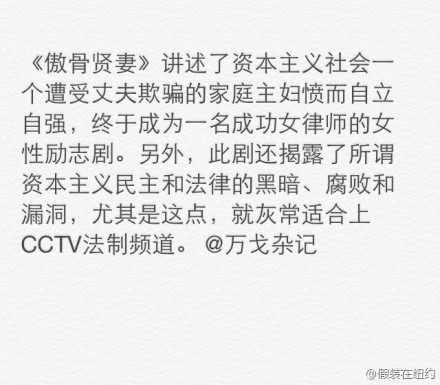 《傲骨贤妻》讲述了资本主义社会一
个遭受丈夫欺骗的家庭主妇愤而自立
自强，终于成为一名成功女律师的女
性励志剧。另外，此剧还揭露了所谓
资本主义民主和法律的黑暗、腐败和
漏洞，尤其是这点，就灰常适合上
CCTV法制频道。 @万戈杂记
@假装在纽约